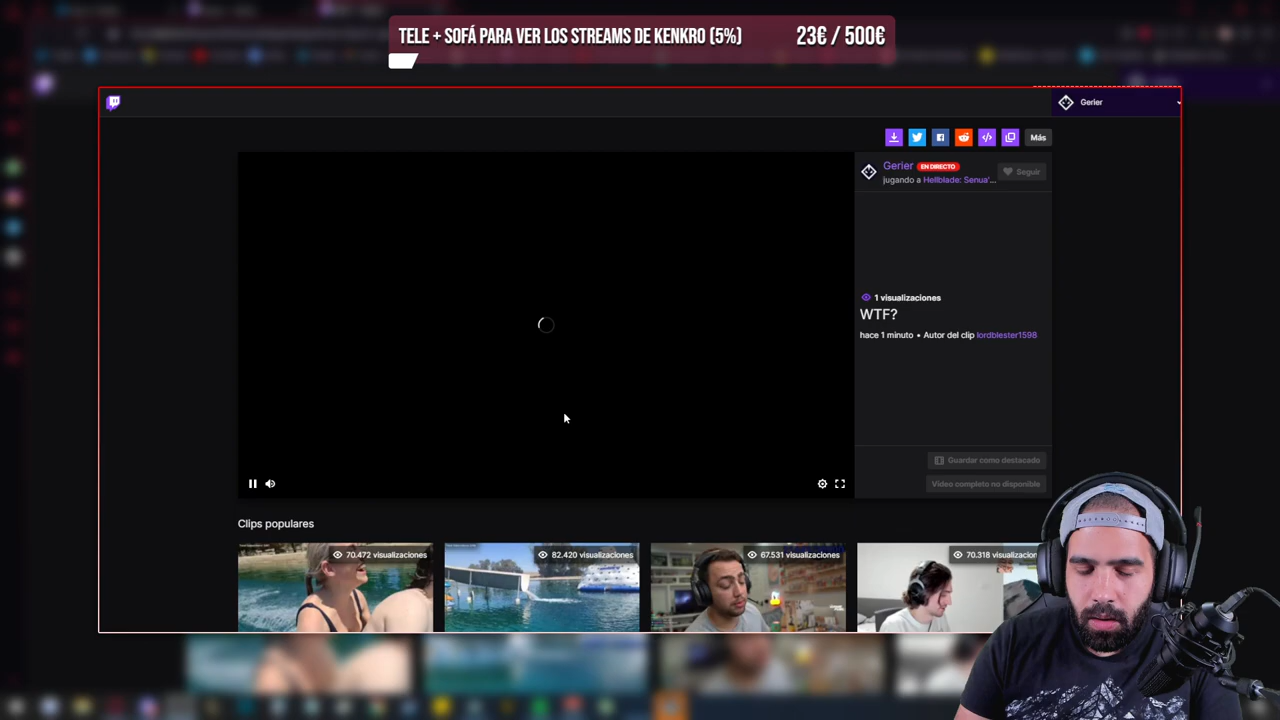 TELE + SOFÁ PARA VER LOS STREAMS DE KENKRO (5%) 23€ / 500€
Gerier
Más
Gerier EN DIRECTO
jugando a Hellblade: Senua'...
Seguir
1 visualizaciones
WTF?
hace 1 minuto • Autor del clip lordblester1598
Guardar como destacado
Vídeo completo no disponible
Clips populares
70.472 visualizaciones
82.420 visualizaciones
67.531 visualizaciones
70.318 visualizacion